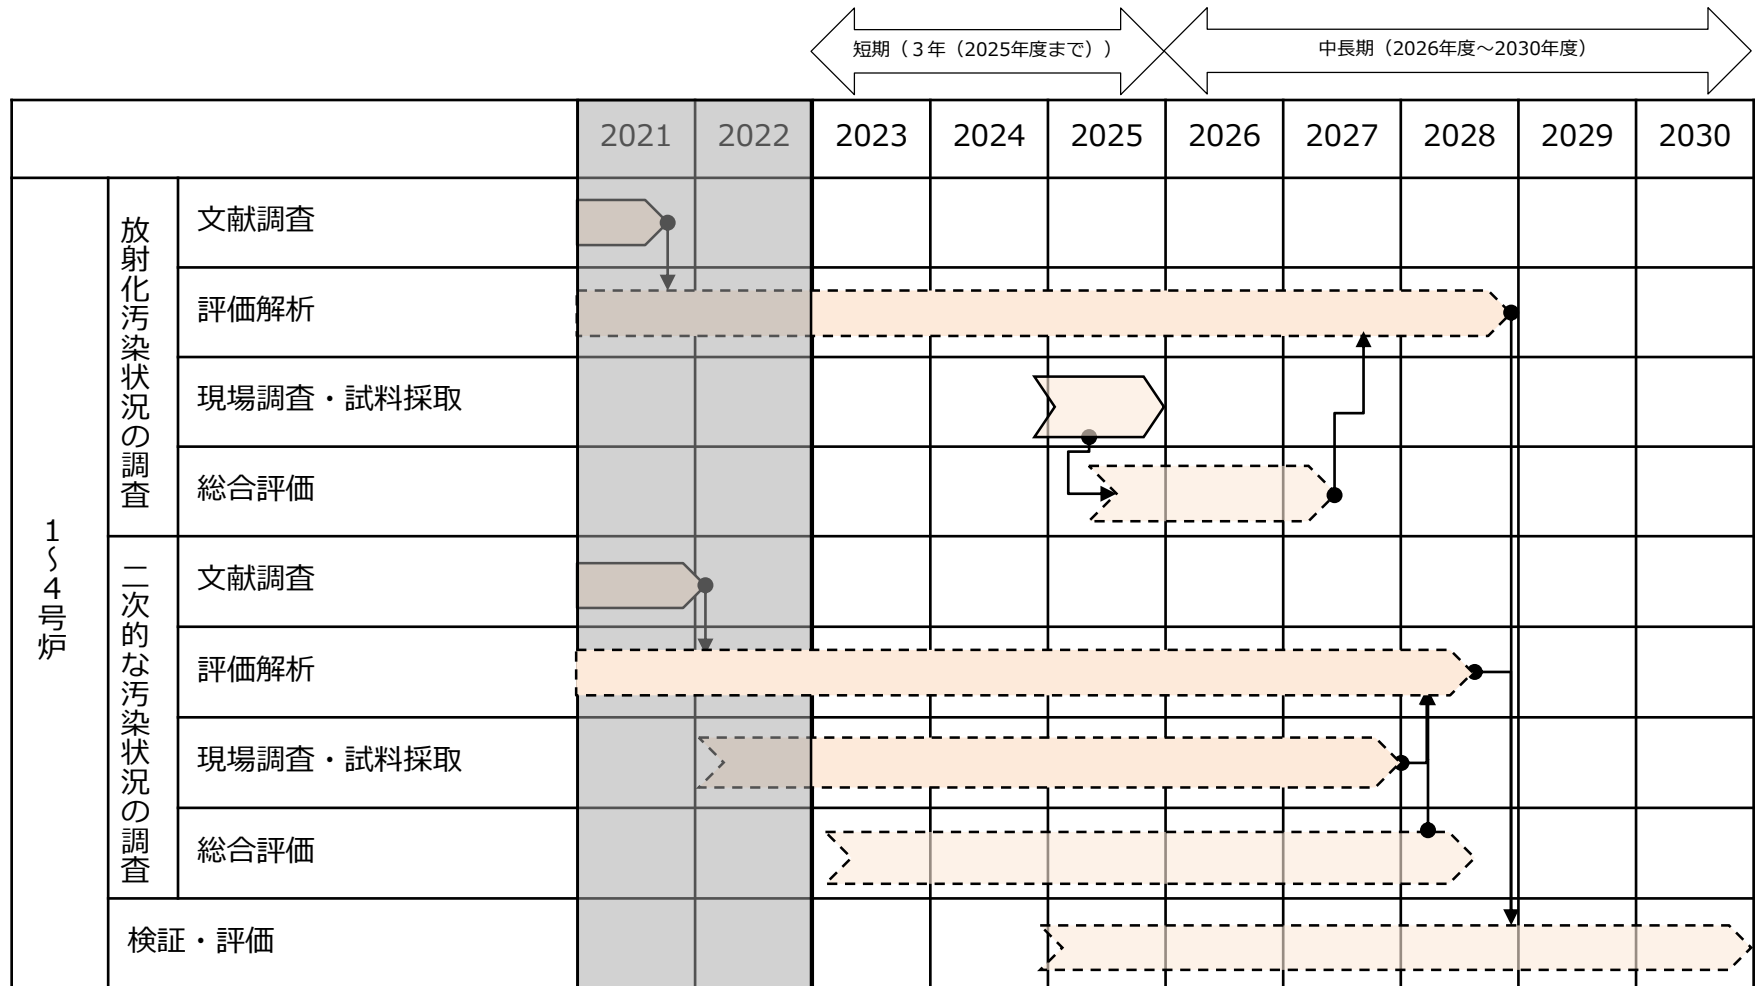 短期（３年（2025年度まで））
中長期（2026年度～2030年度）
2021
2022
2023
2024
2025
2026
2027
2028
2029
2030
１～４号炉
放射化汚染状況の調査
文献調査
評価解析
現場調査・試料採取
総合評価
二次的な汚染状況の調査
文献調査
評価解析
現場調査・試料採取
総合評価
検証・評価